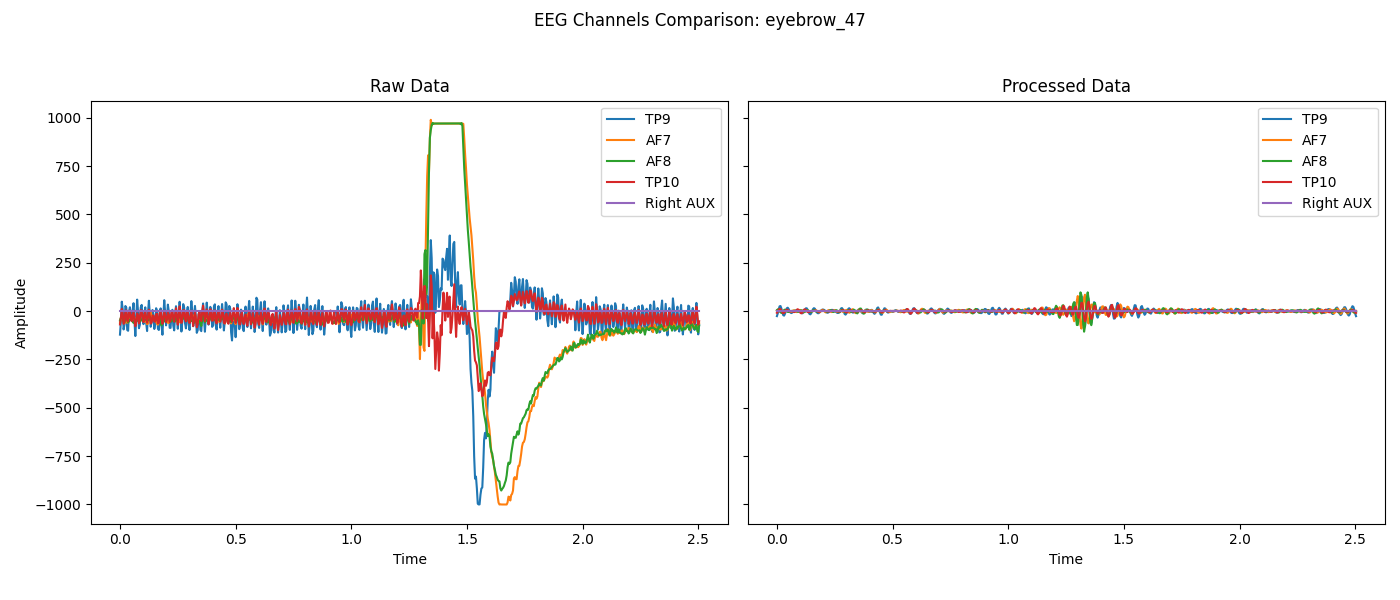 EEG Channels Comparison: eyebrow_47
Raw Data
1000
750
500
250
0
−250
−500
−750
−1000
Amplitude
0.0 0.5 1.0 1.5 2.0 2.5
Time
TP9
AF7
AF8
TP10
Right AUX
Processed Data
TP9
AF7
AF8
TP10
Right AUX
0.0 0.5 1.0 1.5 2.0 2.5
Time